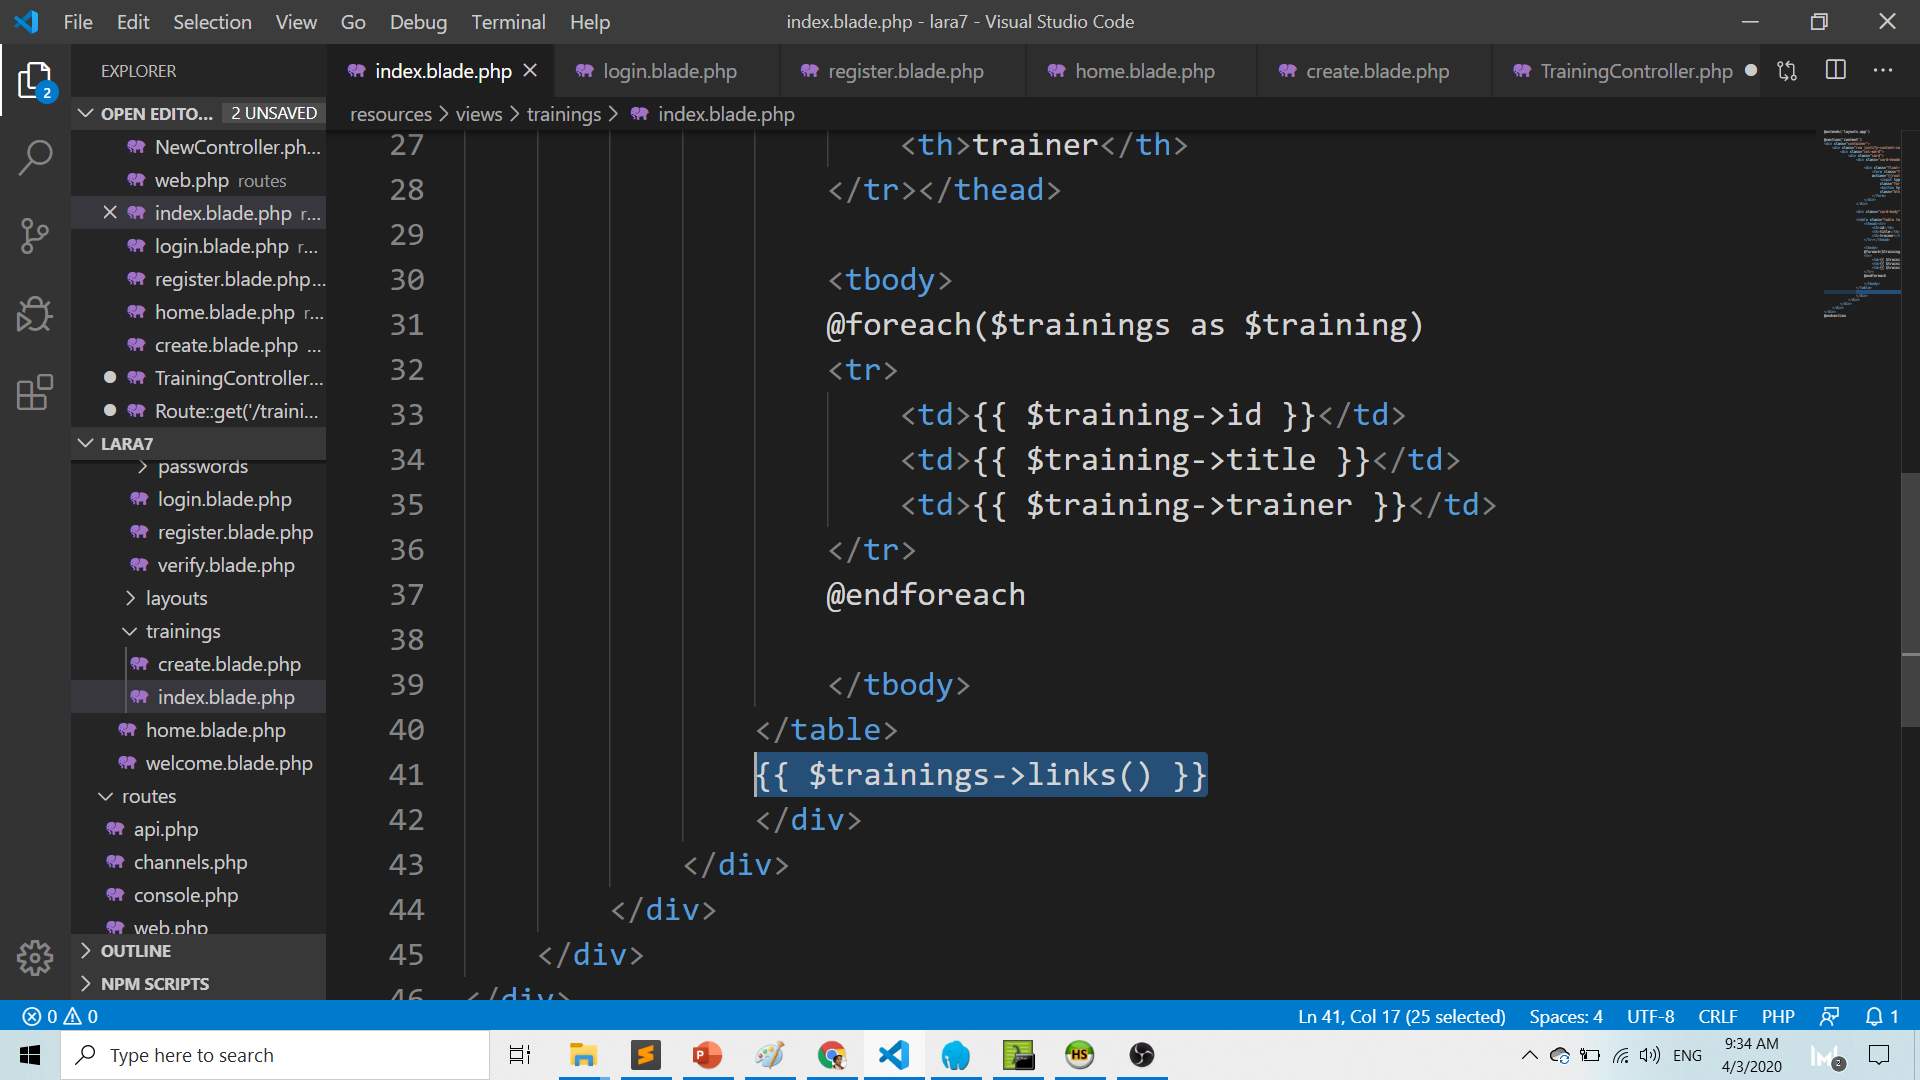 File Edit Selection View Go Debug Terminal Help
index.blade.php - lara7 - Visual Studio Code
EXPLORER
2
OPEN EDITO... 2 UNSAVED
NewController.ph...
web.php routes
index.blade.php r...
login.blade.php r...
register.blade.php...
home.blade.php r...
create.blade.php ...
TrainingController...
Route::get('/traini...
LARA7
passwords
login.blade.php
register.blade.php
verify.blade.php
layouts
trainings
create.blade.php
index.blade.php
home.blade.php
welcome.blade.php
routes
api.php
channels.php
console.php
web.php
OUTLINE
NPM SCRIPTS
index.blade.php login.blade.php register.blade.php home.blade.php create.blade.php TrainingController.php
resources > views > trainings > index.blade.php
27 <th>trainer</th>
28 </tr></thead>
29
30 <tbody>
31 @foreach($trainings as $training)
32 <tr>
33 <td>{{ $training->id }}</td>
34 <td>{{ $training->title }}</td>
35 <td>{{ $training->trainer }}</td>
36 </tr>
37 @endforeach
38
39 </tbody>
40 </table>
41 {{ $trainings->links() }}
42 </div>
43 </div>
44 </div>
45 </div>
46 </div>
0 0
Ln 41, Col 17 (25 selected) Spaces: 4 UTF-8 CRLF PHP 1
Type here to search
HS
ENG
9:34 AM
4/3/2020
2